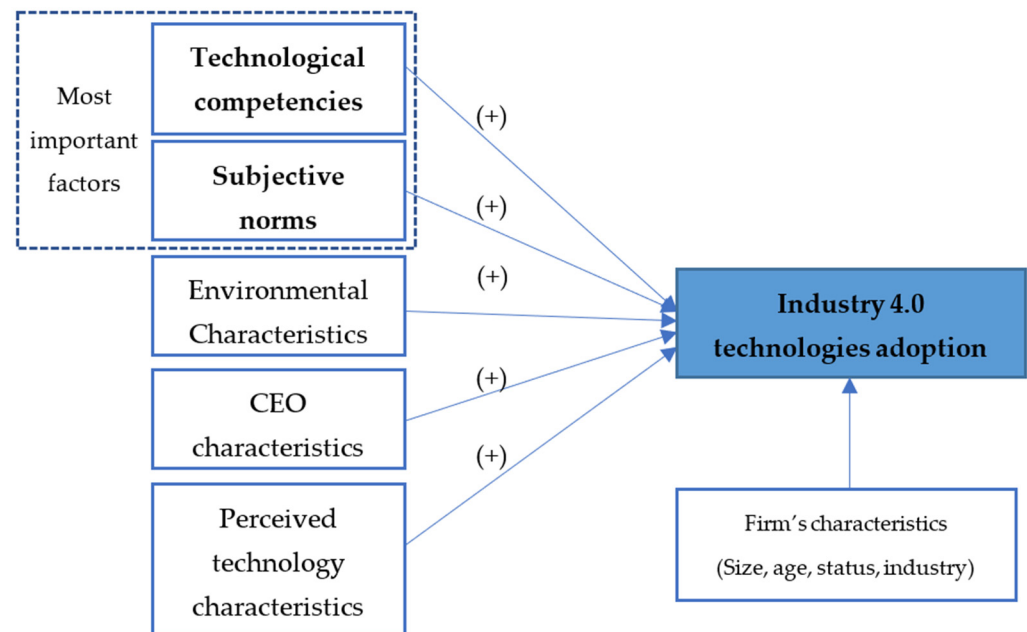 Most
important
factors
Technological
competencies
Subjective
norms
Environmental
Characteristics
CEO
characteristics
Perceived
technology
characteristics
(+)
(+)
(+)
(+)
(+)
Industry 4.0
technologies adoption
Firm's characteristics
(Size, age, status, industry)